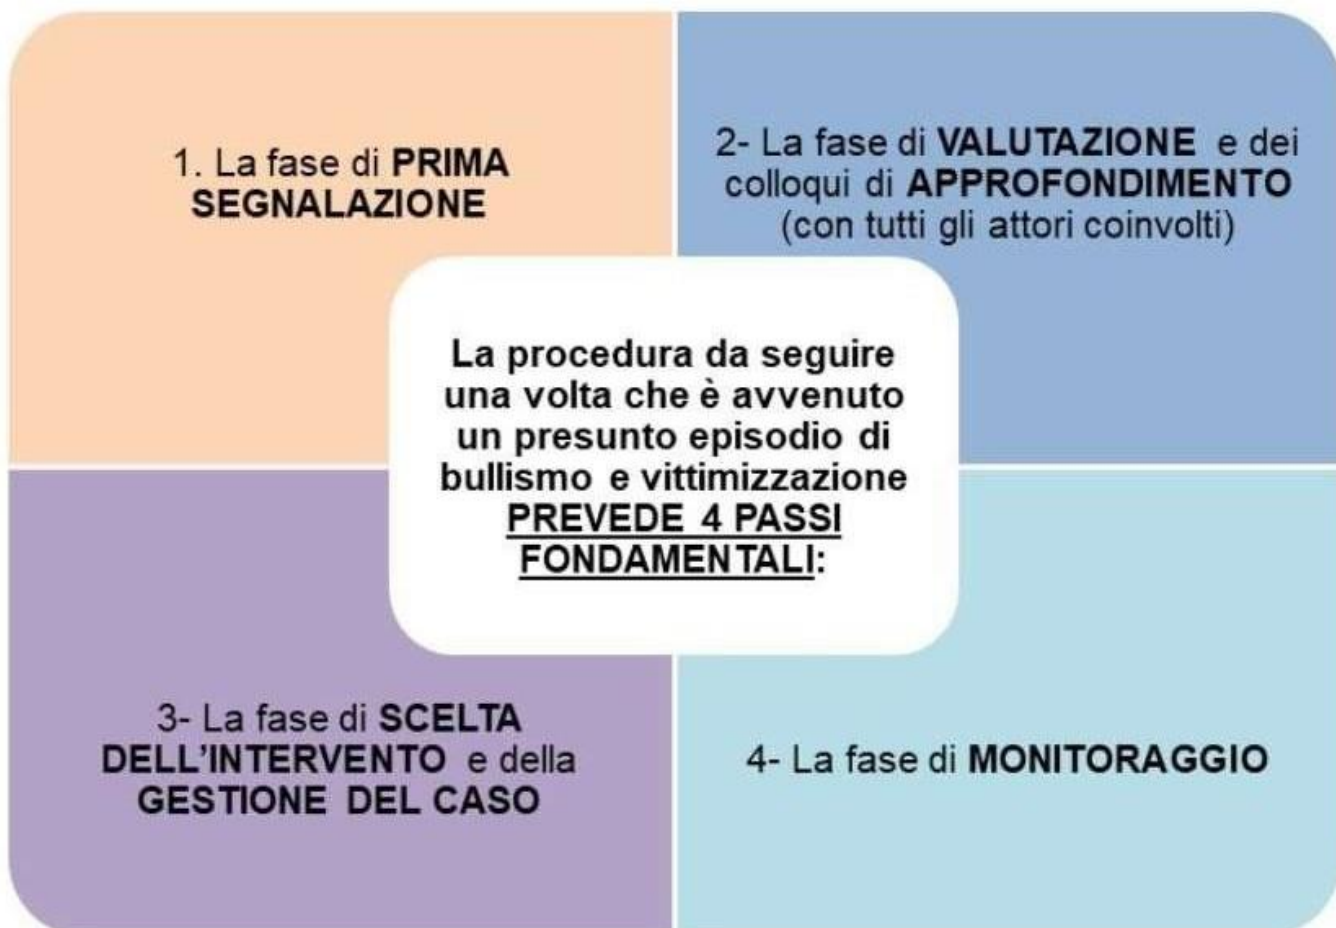 1. La fase di PRIMA
SEGNALAZIONE
2- La fase di VALUTAZIONE e dei
colloqui di APPROFONDIMENTO
(con tutti gli attori coinvolti)
La procedura da seguire
una volta che è avvenuto
un presunto episodio di
bullismo e vittimizzazione
PREVEDE 4 PASSI
FONDAMENTALI:
3- La fase di SCELTA
DELL'INTERVENTO e della
GESTIONE DEL CASO
4- La fase di MONITORAGGIO